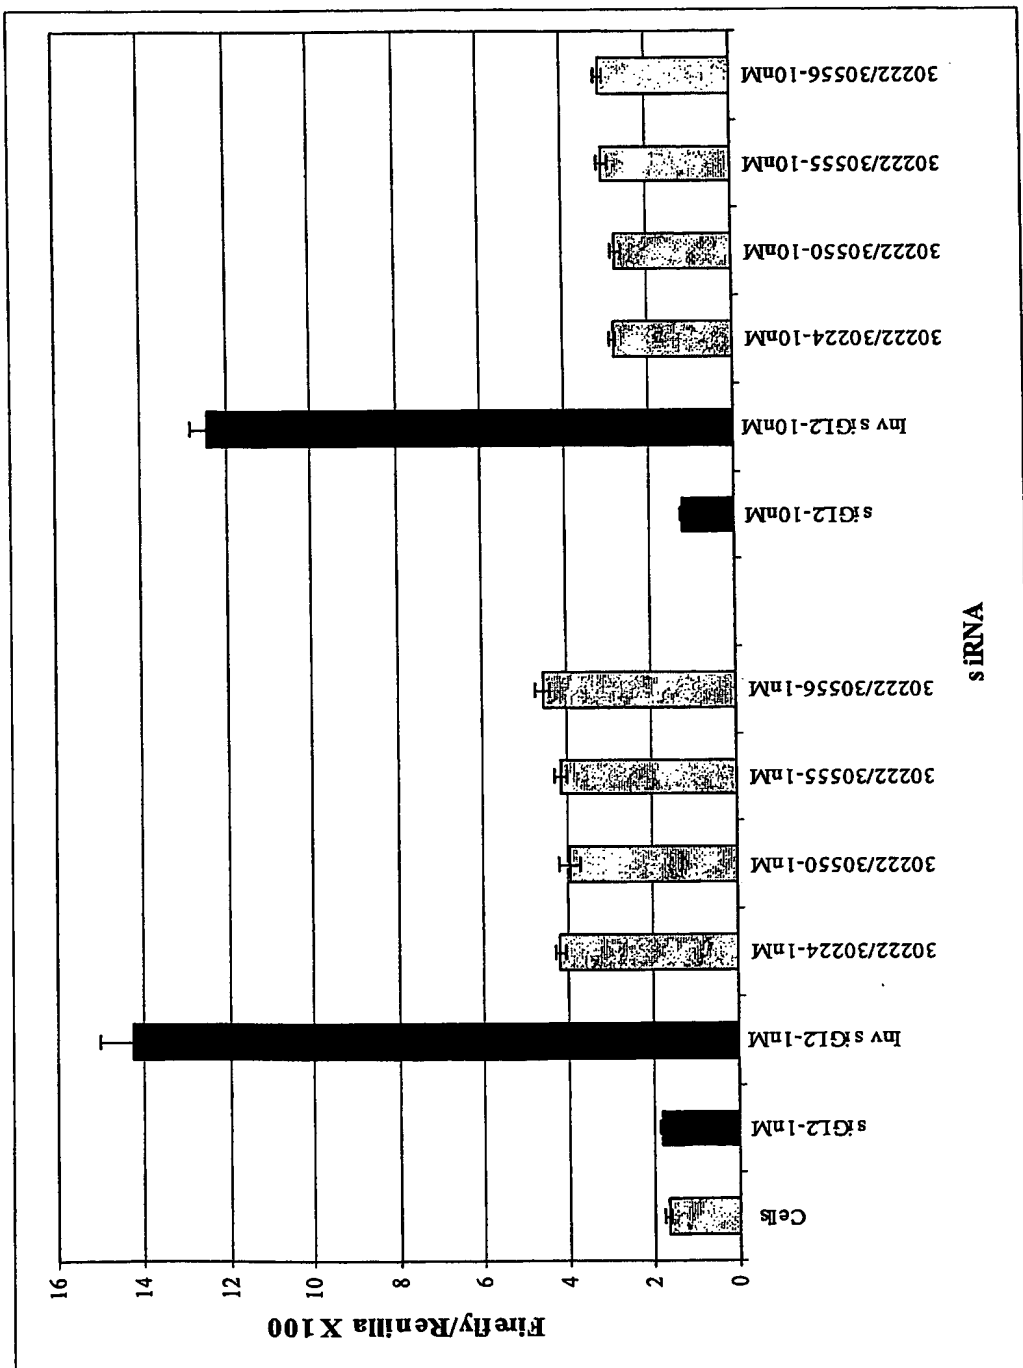 Firefly/Renilla X 100
16
14
12
10
8
6
4
2
0
Cells
siGL2-1nM
Inv siGL2-1nM
30222/30224-1nM
30222/30550-1nM
30222/30555-1nM
30222/30556-1nM
siGL2-10nM
Inv siGL2-10nM
30222/30224-10nM
30222/30550-10nM
30222/30555-10nM
30222/30556-10nM
siRNA